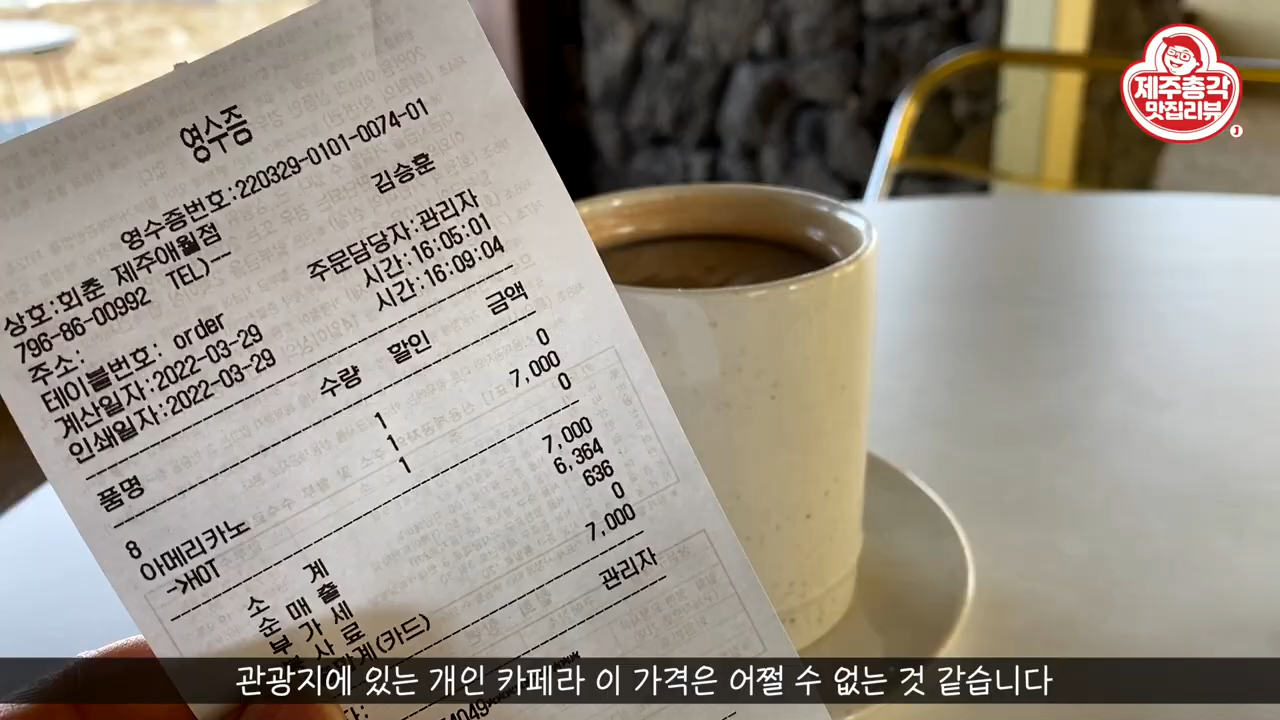 제주총각
맛집리뷰
영수증
영수증번호:220329-0101-0074-01
김승훈
상호:회춘 제주애월점
796-86-00992 TEL)--
주소:
주문담당자:관리자
테이블번호: order
계산일자:2022-03-29 시간:16:05:01
인쇄일자:2022-03-29 시간:16:09:04
품명 수량 할인 금액
8 1 0
아메리카노 1 7,000
->HOT 1 0
소 계 7,000
순 매 출 6,364
부 가 세 636
봉 사 료 0
7,000
관리자
관광지에 있는 개인 카페라 이 가격은 어쩔 수 없는 것 같습니다